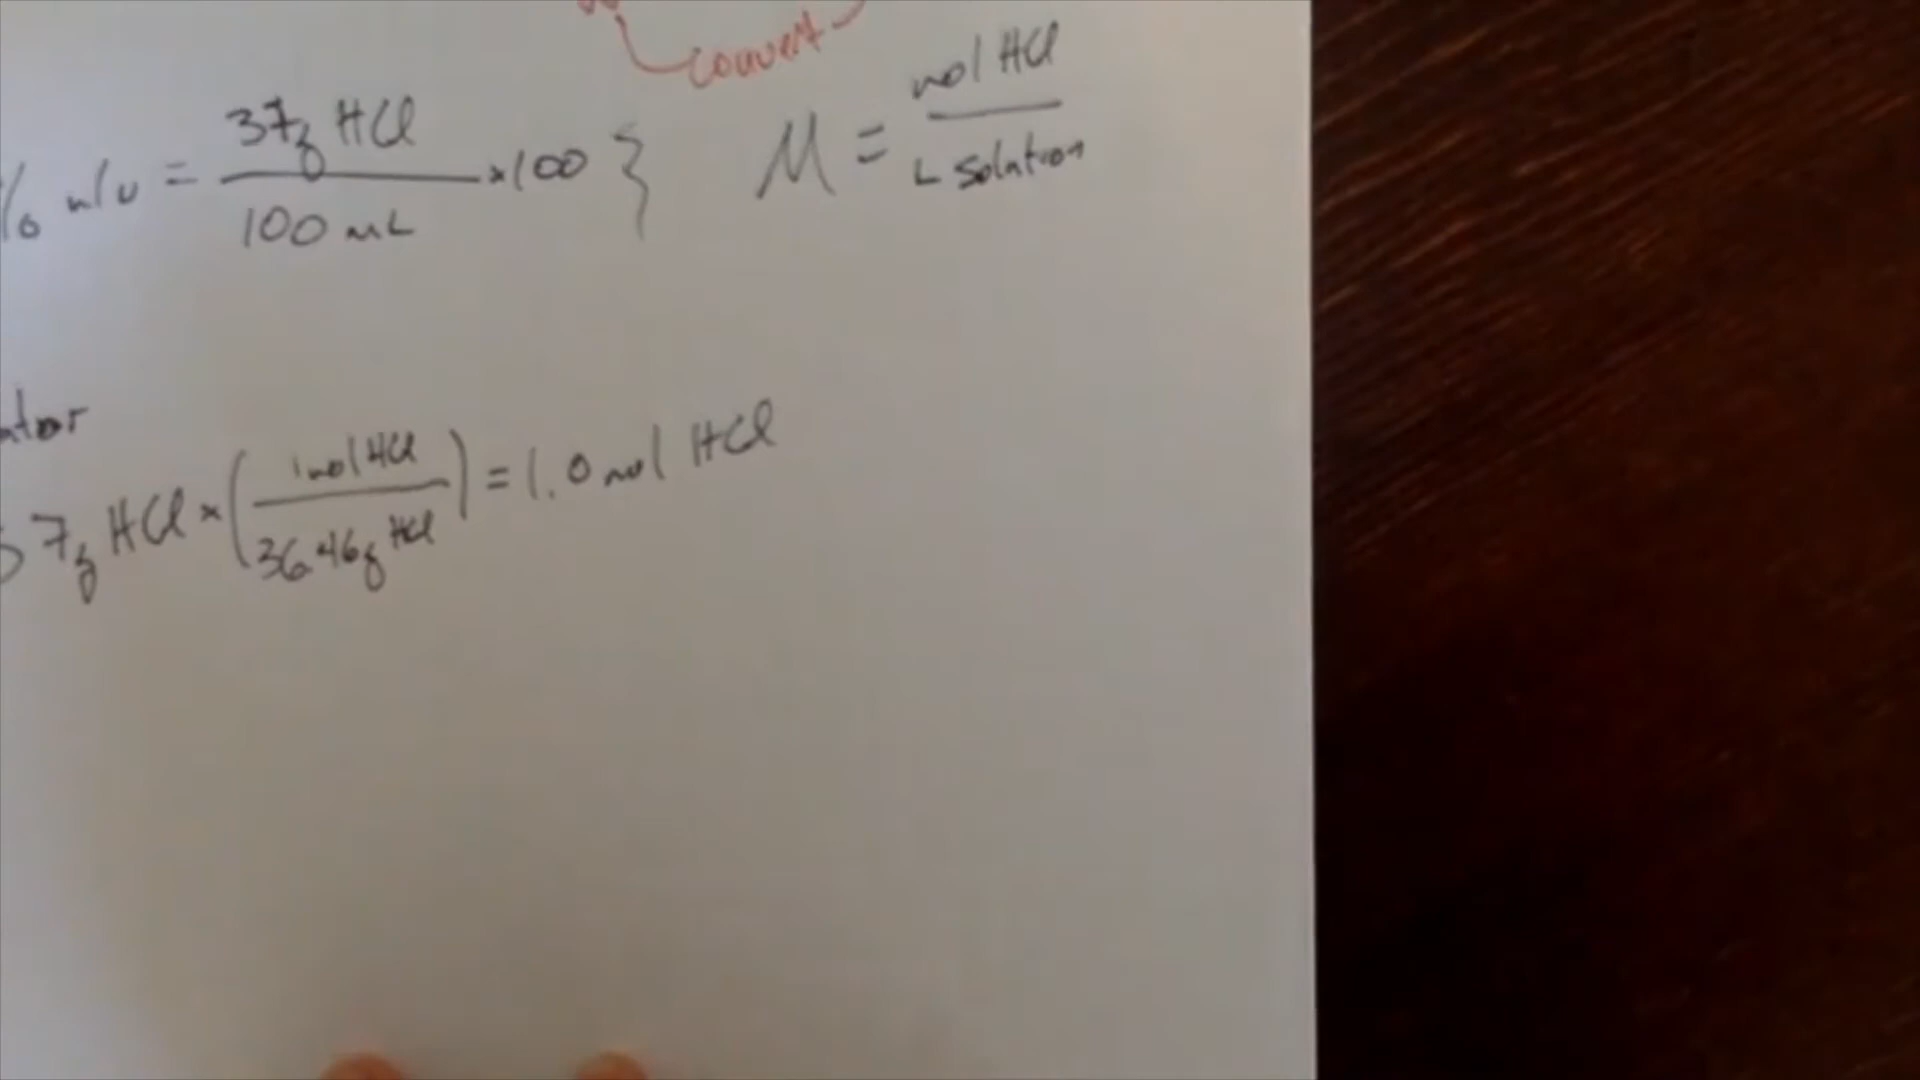 convert
% w/v = 37g HCl / 100 mL ×100 } M = mol HCl / L solution
37g HCl × ( 1 mol HCl / 36.46g HCl ) = 1.0 mol HCl